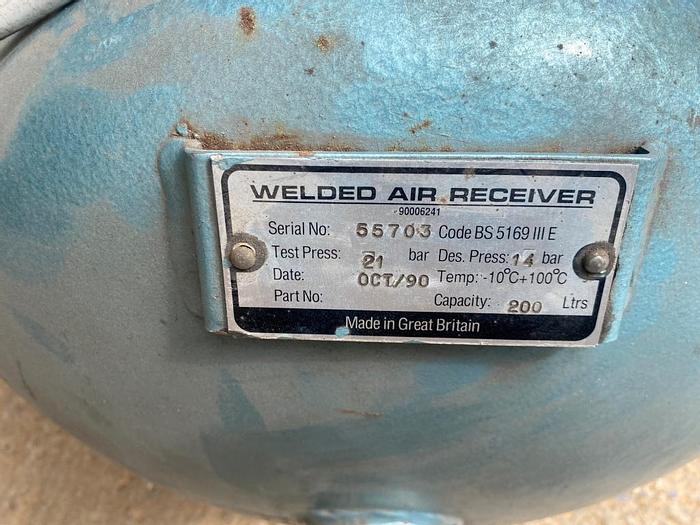 WELDED AIR RECEIVER
90006241
Serial No: 55703 Code BS 5169 III E
Test Press: 21 bar Des. Press: 14 bar
Date: OCT/90 Temp: -10°C+100°C
Part No: Capacity: 200 Ltrs
Made in Great Britain